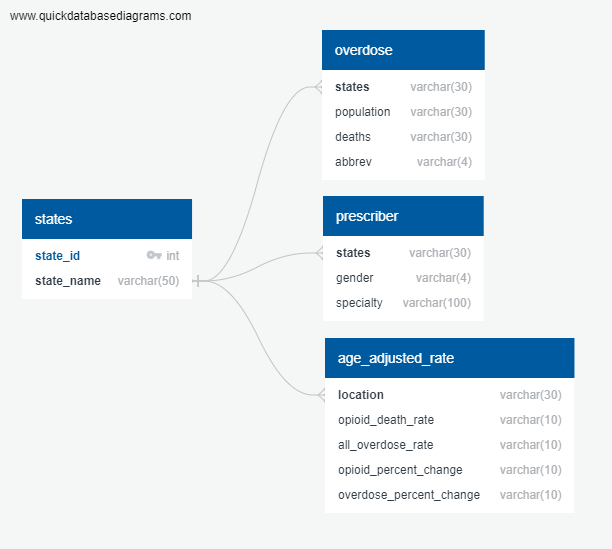 www.quickdatabasediagrams.com
overdose
states varchar(30)
population varchar(30)
deaths varchar(30)
abbrev varchar(4)
states
state_id int
state_name varchar(50)
prescriber
states varchar(30)
gender varchar(4)
specialty varchar(100)
age_adjusted_rate
location varchar(30)
opioid_death_rate varchar(10)
all_overdose_rate varchar(10)
opioid_percent_change varchar(10)
overdose_percent_change varchar(10)